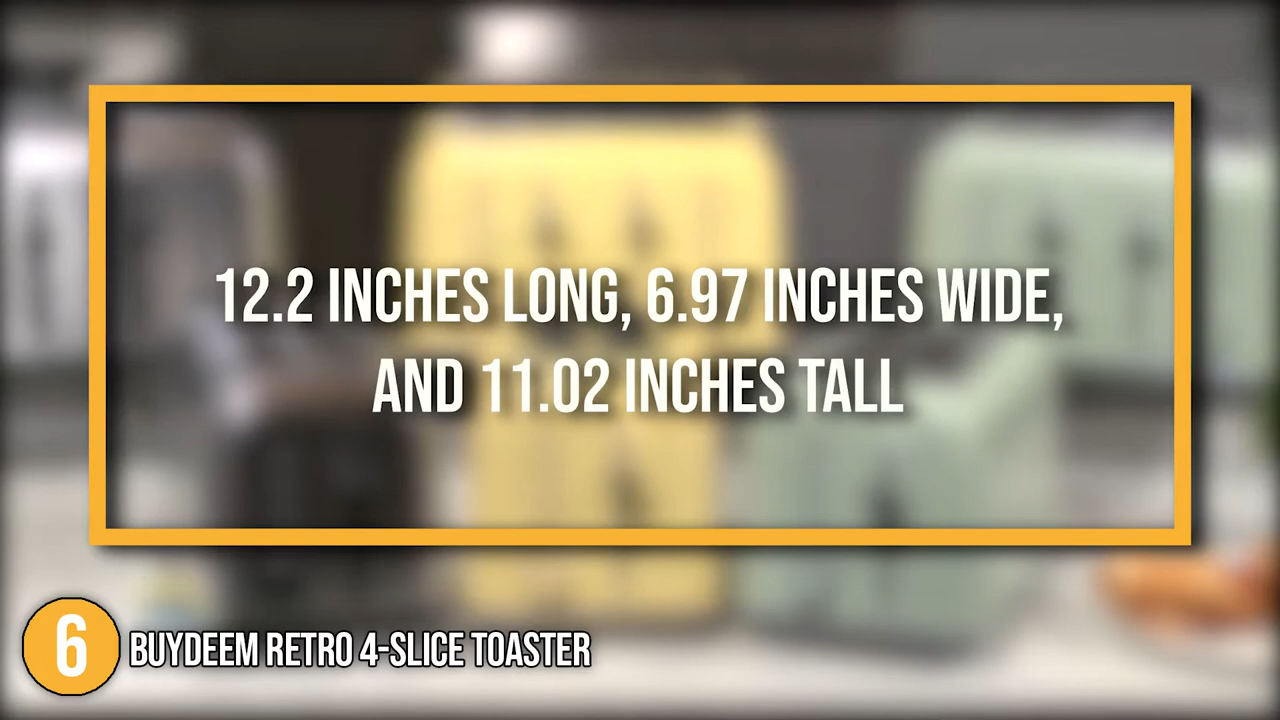 12.2 INCHES LONG, 6.97 INCHES WIDE,
AND 11.02 INCHES TALL
6 BUYDEEM RETRO 4-SLICE TOASTER